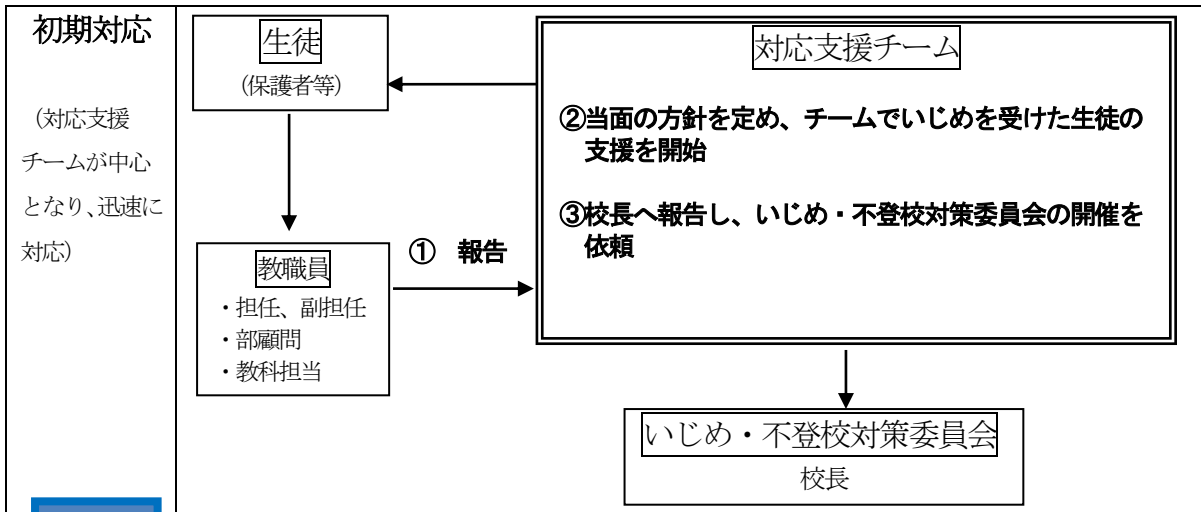 初期対応
(対応支援
チームが中心
となり、迅速に
対応)
生徒
(保護者等)
教職員
・担任、副担任
・部顧問
・教科担当
① 報告
対応支援チーム
②当面の方針を定め、チームでいじめを受けた生徒の
支援を開始
③校長へ報告し、いじめ・不登校対策委員会の開催を
依頼
いじめ・不登校対策委員会
校長